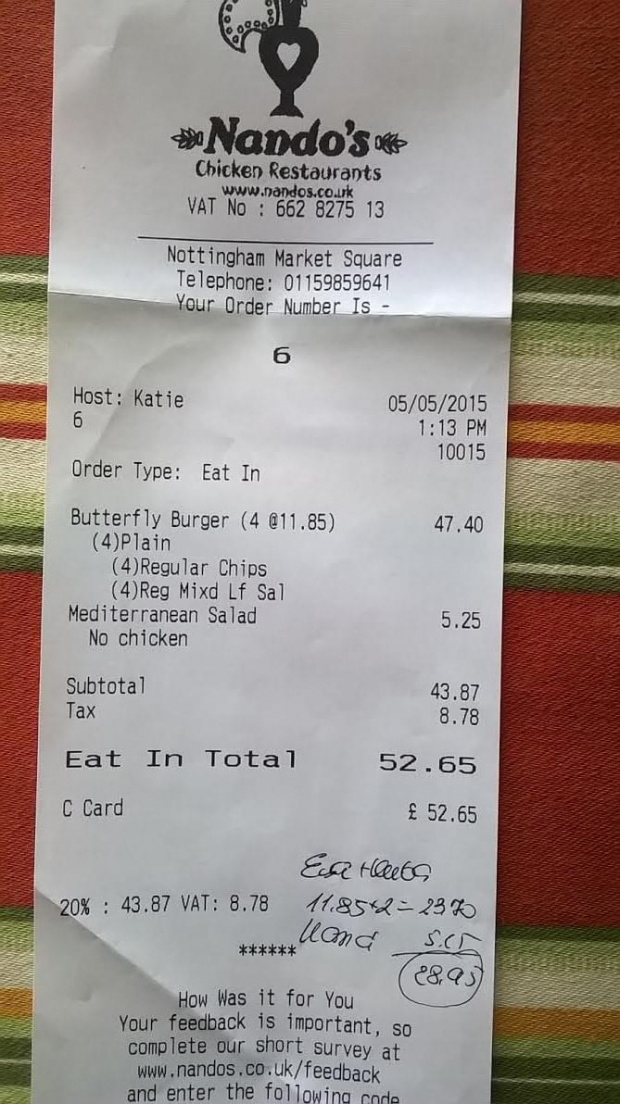 Nando's
Chicken Restaurants
www.nandos.co.uk
VAT No : 662 8275 13
Nottingham Market Square
Telephone: 01159859641
Your Order Number Is -
6
Host: Katie 05/05/2015
6 1:13 PM
10015
Order Type: Eat In
Butterfly Burger (4 @11.85) 47.40
(4)Plain
(4)Regular Chips
(4)Reg Mixd Lf Sal
Mediterranean Salad 5.25
No chicken
Subtotal 43.87
Tax 8.78
Eat In Total 52.65
C Card £ 52.65
20% : 43.87 VAT: 8.78 11.85×2 = 2370
5.25
******
28,95
How Was it for You
Your feedback is important, so
complete our short survey at
www.nandos.co.uk/feedback
and enter the following code